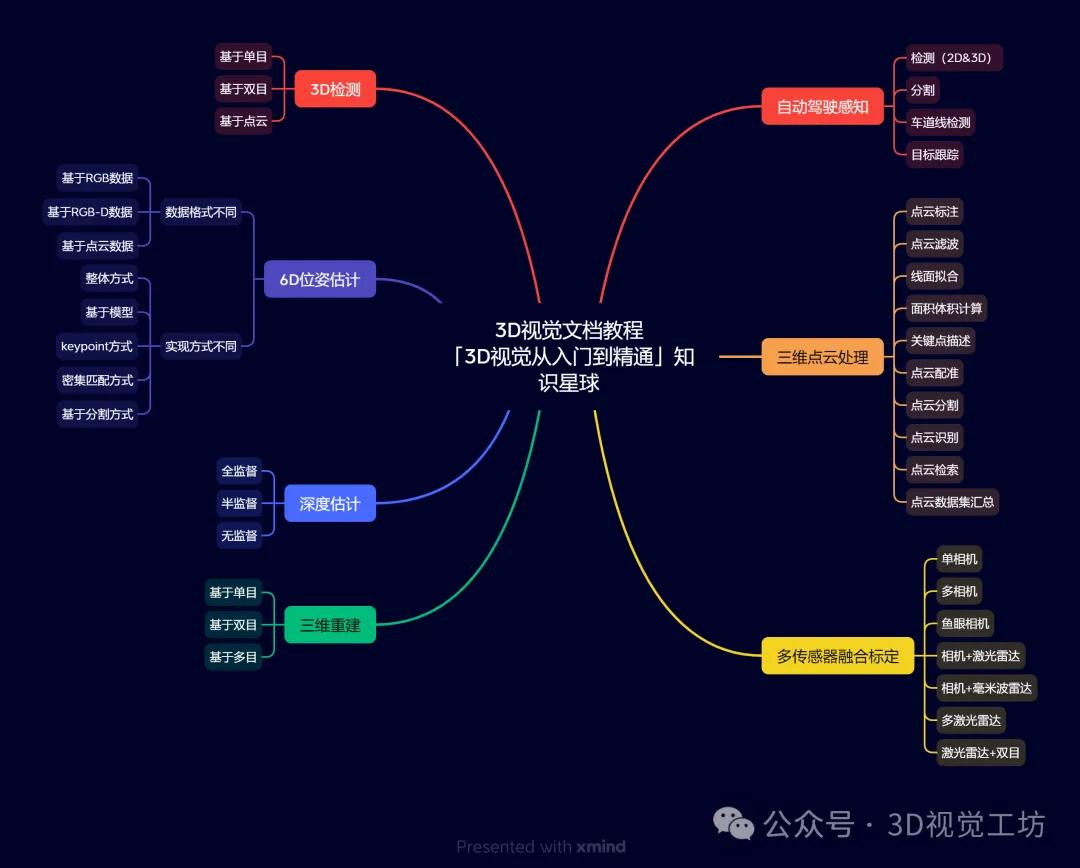 3D视觉文档教程
「3D视觉从入门到精通」知
识星球
3D检测
基于单目
基于双目
基于点云
6D位姿估计
数据格式不同
基于RGB数据
基于RGB-D数据
基于点云数据
实现方式不同
整体方式
基于模型
keypoint方式
密集匹配方式
基于分割方式
深度估计
全监督
半监督
无监督
三维重建
基于单目
基于双目
基于多目
自动驾驶感知
检测（2D&3D）
分割
车道线检测
目标跟踪
三维点云处理
点云标注
点云滤波
线面拟合
面积体积计算
关键点描述
点云配准
点云分割
点云识别
点云检索
点云数据集汇总
多传感器融合标定
单相机
多相机
鱼眼相机
相机+激光雷达
相机+毫米波雷达
多激光雷达
激光雷达+双目
公众号 · 3D视觉工坊
Presented with xmind